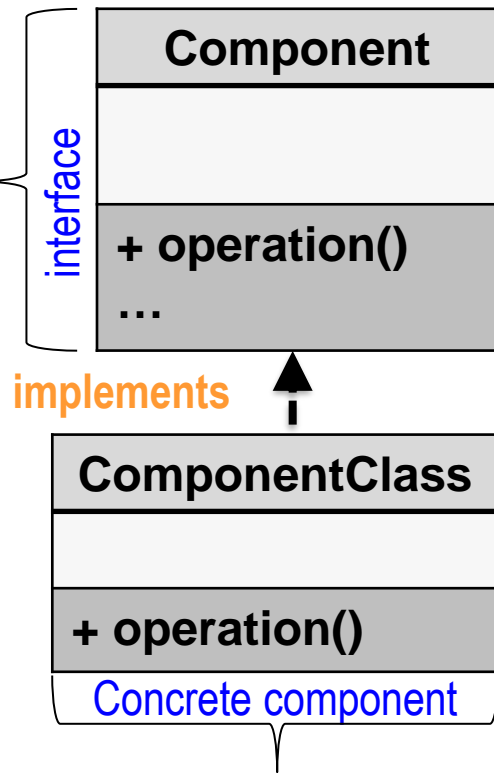 Component
interface
+ operation()
…
implements
ComponentClass
+ operation()
Concrete component